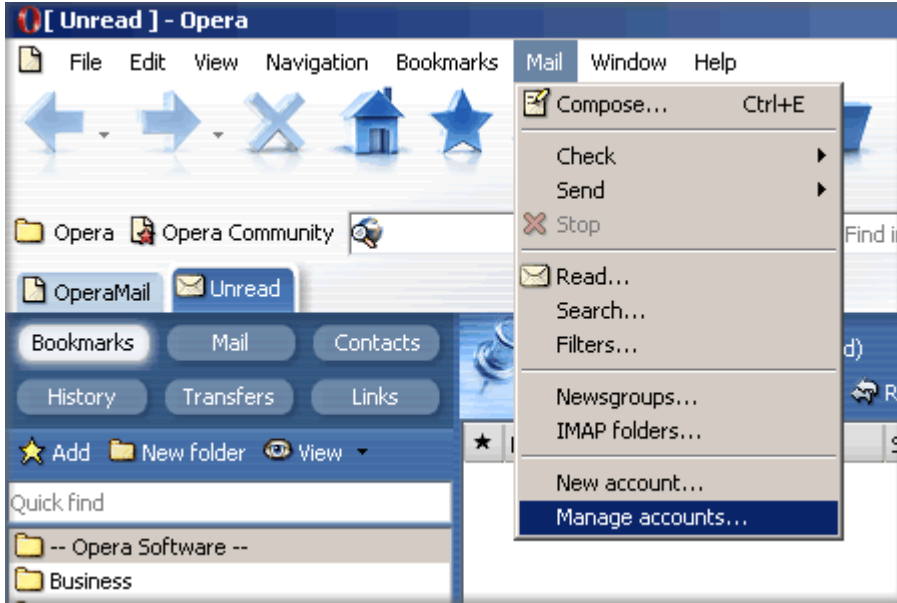 [ Unread ] - Opera
File Edit View Navigation Bookmarks Mail Window Help
Compose... Ctrl+E
Check
Send
Stop
Opera Opera Community Find
Read...
OperaMail Unread
Search...
Bookmarks Mail Contacts
Filters...
History Transfers Links
Newsgroups...
IMAP folders...
Add New folder View
New account...
Quick find
Manage accounts...
-- Opera Software --
Business